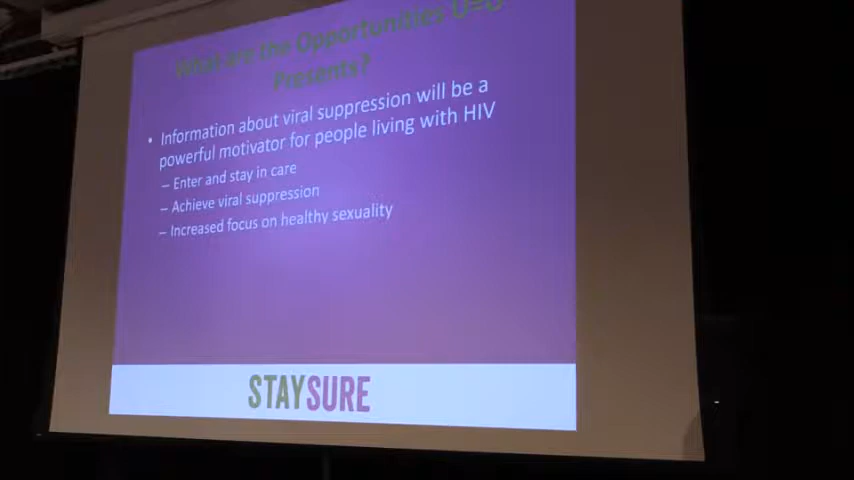 What are the Opportunities U=U
Presents?
• Information about viral suppression will be a
powerful motivator for people living with HIV
– Enter and stay in care
– Achieve viral suppression
– Increased focus on healthy sexuality
STAYSURE